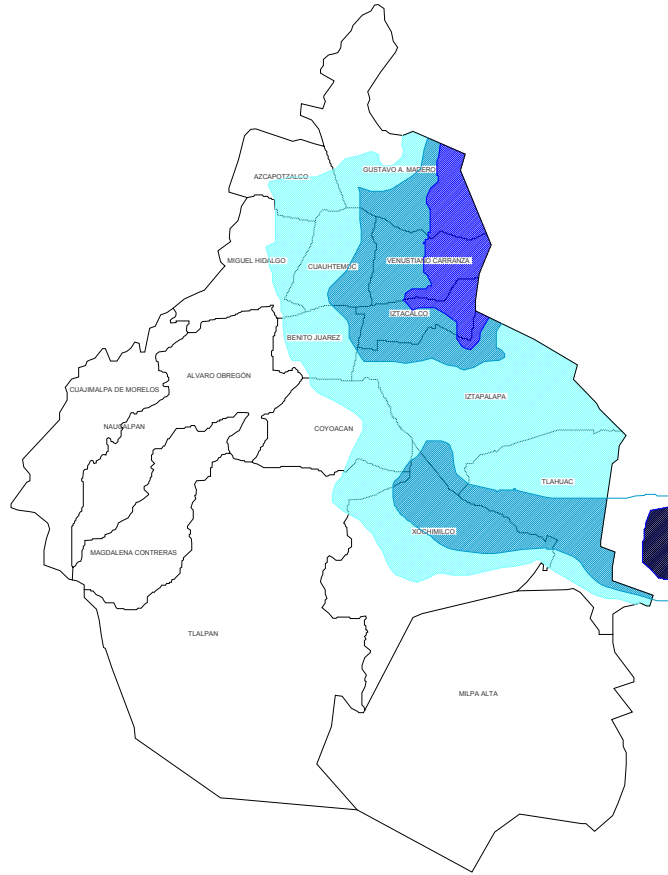 GUSTAVO A. MADERO
AZCAPOTZALCO
MIGUEL HIDALGO
CUAUHTEMOC
VENUSTIANO CARRANZA
IZTACALCO
BENITO JUAREZ
ALVARO OBREGÓN
CUAJIMALPA DE MORELOS
IZTAPALAPA
NAUCALPAN
COYOACAN
TLAHUAC
XOCHIMILCO
MAGDALENA CONTRERAS
TLALPAN
MILPA ALTA